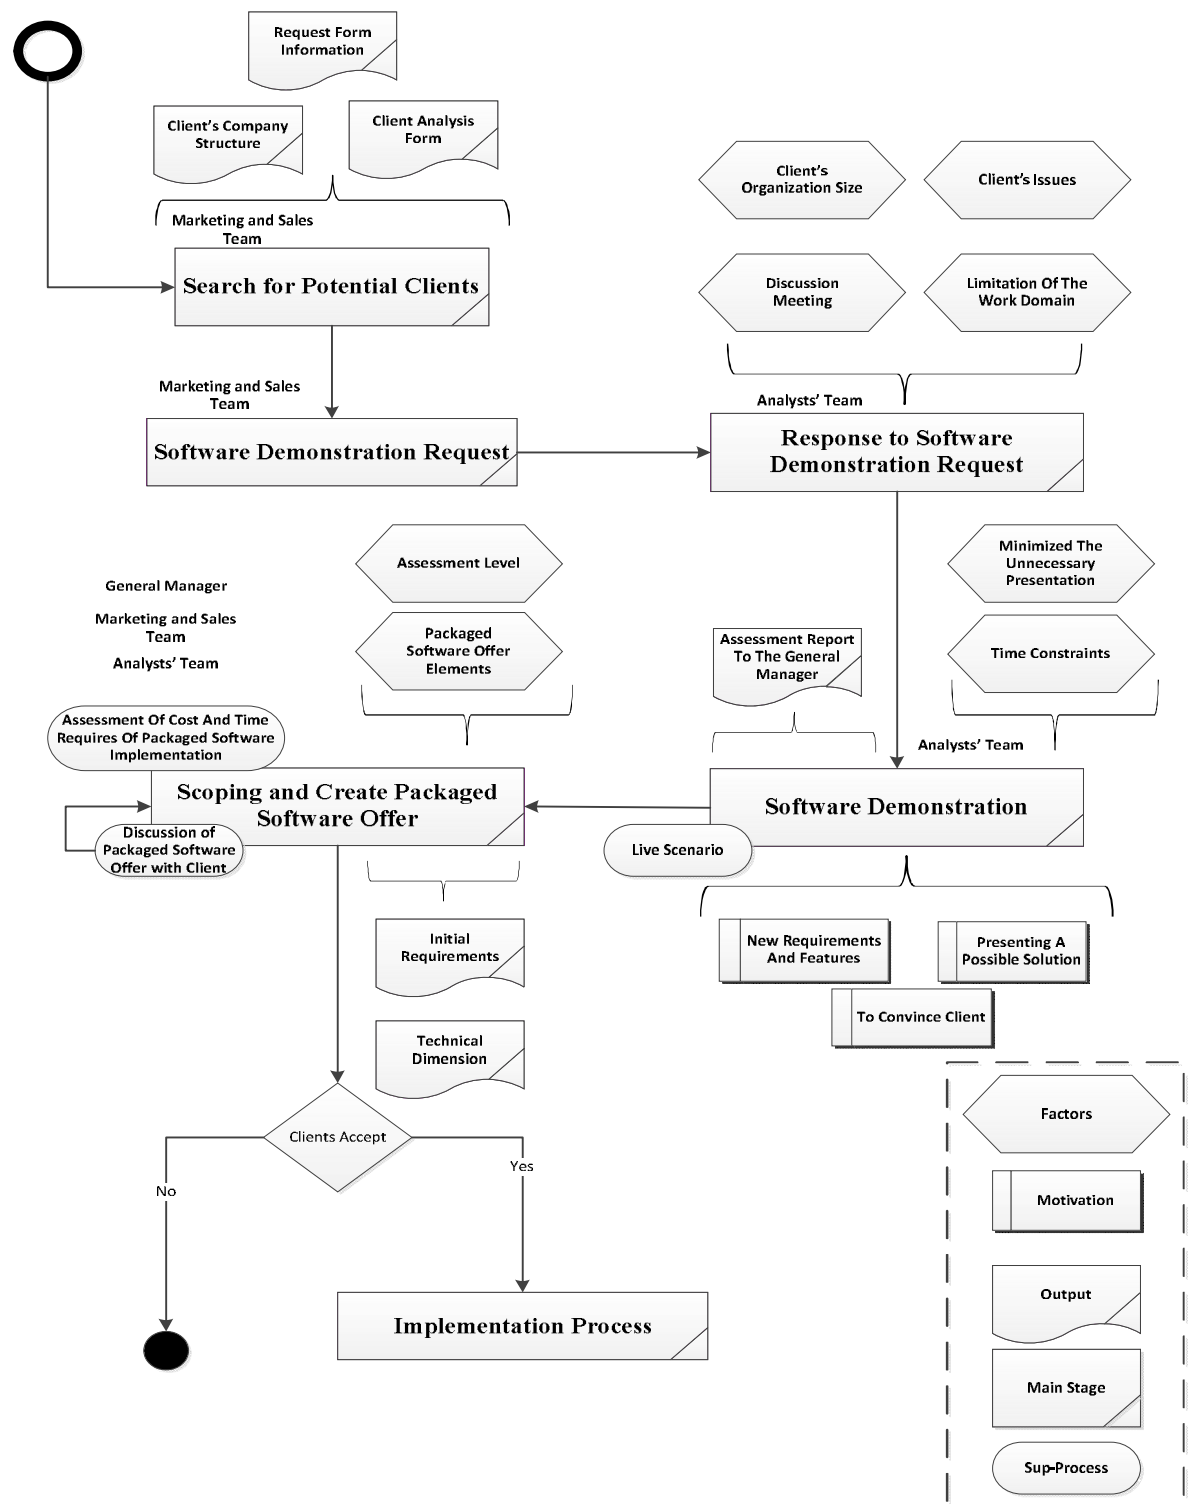 Request Form
Information
Client's Company
Structure
Client Analysis
Form
Marketing and Sales
Team
Search for Potential Clients
Client's
Organization Size
Client's Issues
Discussion
Meeting
Limitation Of The
Work Domain
Marketing and Sales
Team
Software Demonstration Request
Analysts' Team
Response to Software
Demonstration Request
General Manager
Marketing and Sales
Team
Analysts' Team
Assessment Level
Packaged
Software Offer
Elements
Minimized The
Unnecessary
Presentation
Time Constraints
Assessment Report
To The General
Manager
Analysts' Team
Assessment Of Cost And Time
Requires Of Packaged Software
Implementation
Scoping and Create Packaged
Software Offer
Discussion of
Packaged Software
Offer with Client
Software Demonstration
Live Scenario
Initial
Requirements
Technical
Dimension
New Requirements
And Features
Presenting A
Possible Solution
To Convince Client
Clients Accept
No
Yes
Implementation Process
Factors
Motivation
Output
Main Stage
Sup-Process